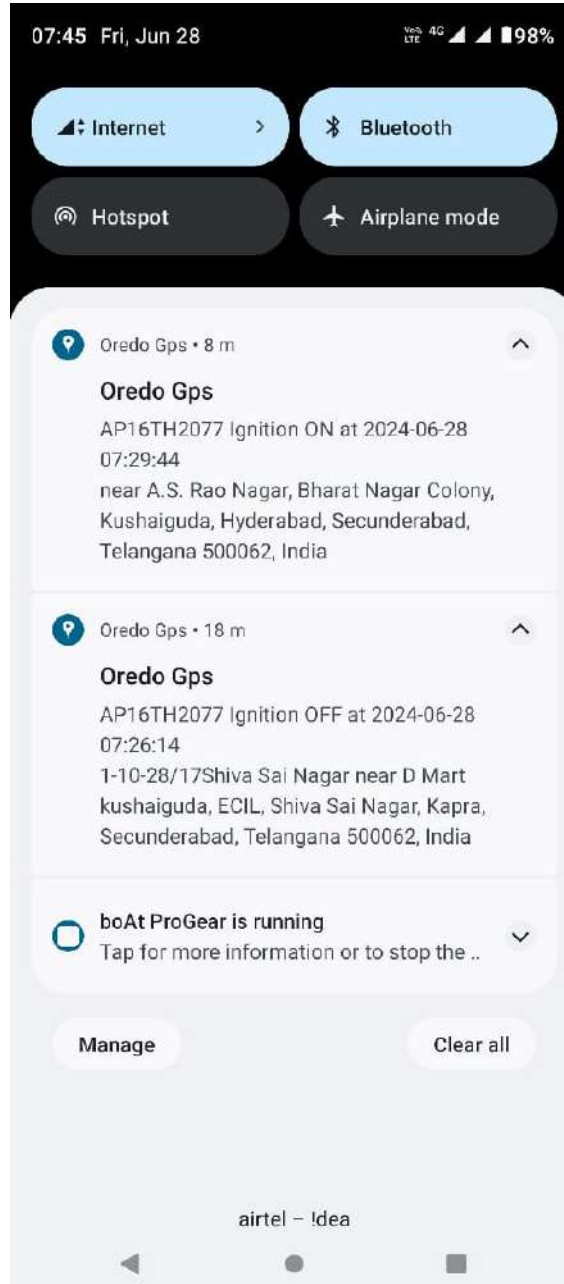 07:45 Fri, Jun 28 VoD LTE 4G 98%
Internet Bluetooth
Hotspot Airplane mode
Oredo Gps • 8 m
Oredo Gps
AP16TH2077 Ignition ON at 2024-06-28
07:29:44
near A.S. Rao Nagar, Bharat Nagar Colony,
Kushaiguda, Hyderabad, Secunderabad,
Telangana 500062, India
Oredo Gps • 18 m
Oredo Gps
AP16TH2077 Ignition OFF at 2024-06-28
07:26:14
1-10-28/17Shiva Sai Nagar near D Mart
kushaiguda, ECIL, Shiva Sai Nagar, Kapra,
Secunderabad, Telangana 500062, India
boAt ProGear is running
Tap for more information or to stop the ..
Manage Clear all
airtel – !dea